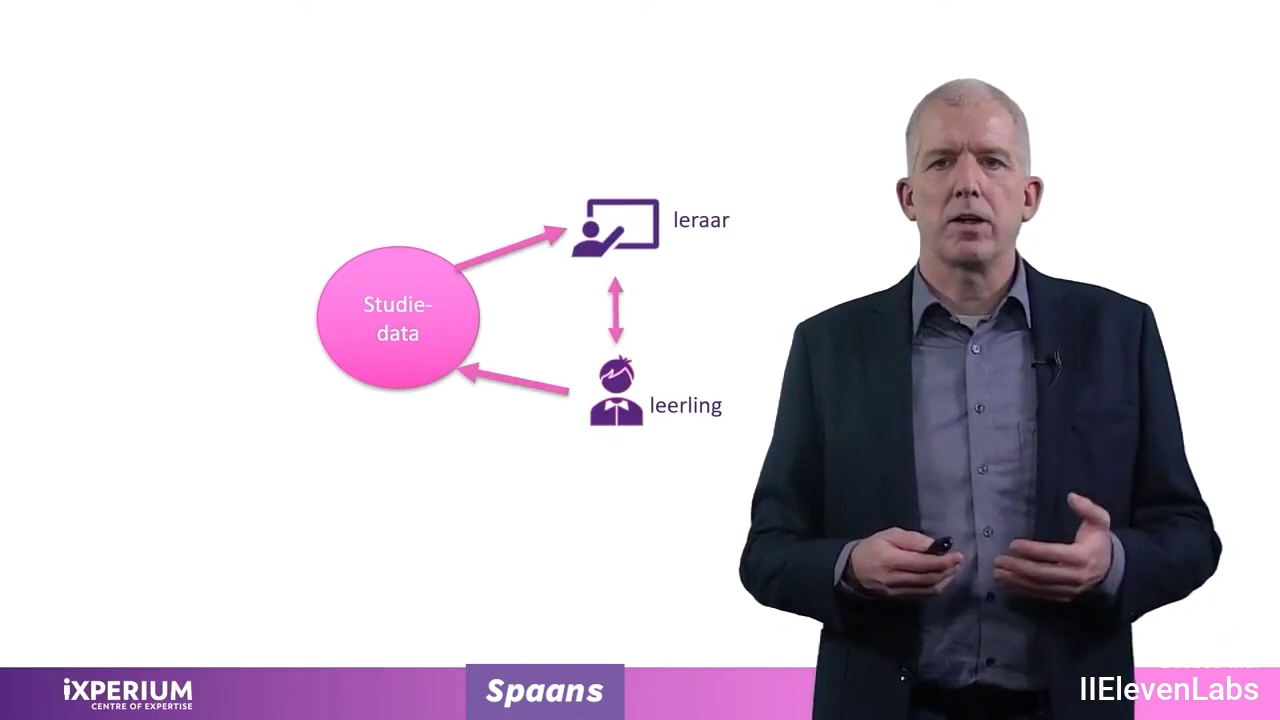 leraar
Studie-
data
leerling
iXPERIUM
CENTRE OF EXPERTISE
Spaans
IIElevenLabs